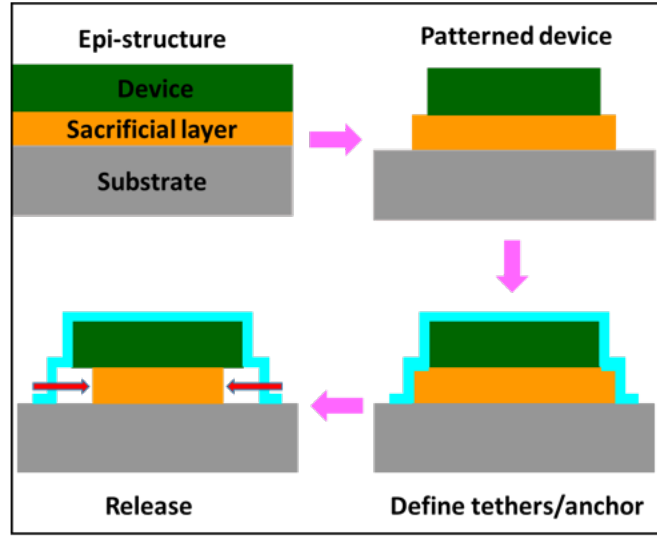 Epi-structure
Patterned device
Device
Sacrificial layer
Substrate
Release
Define tethers/anchor